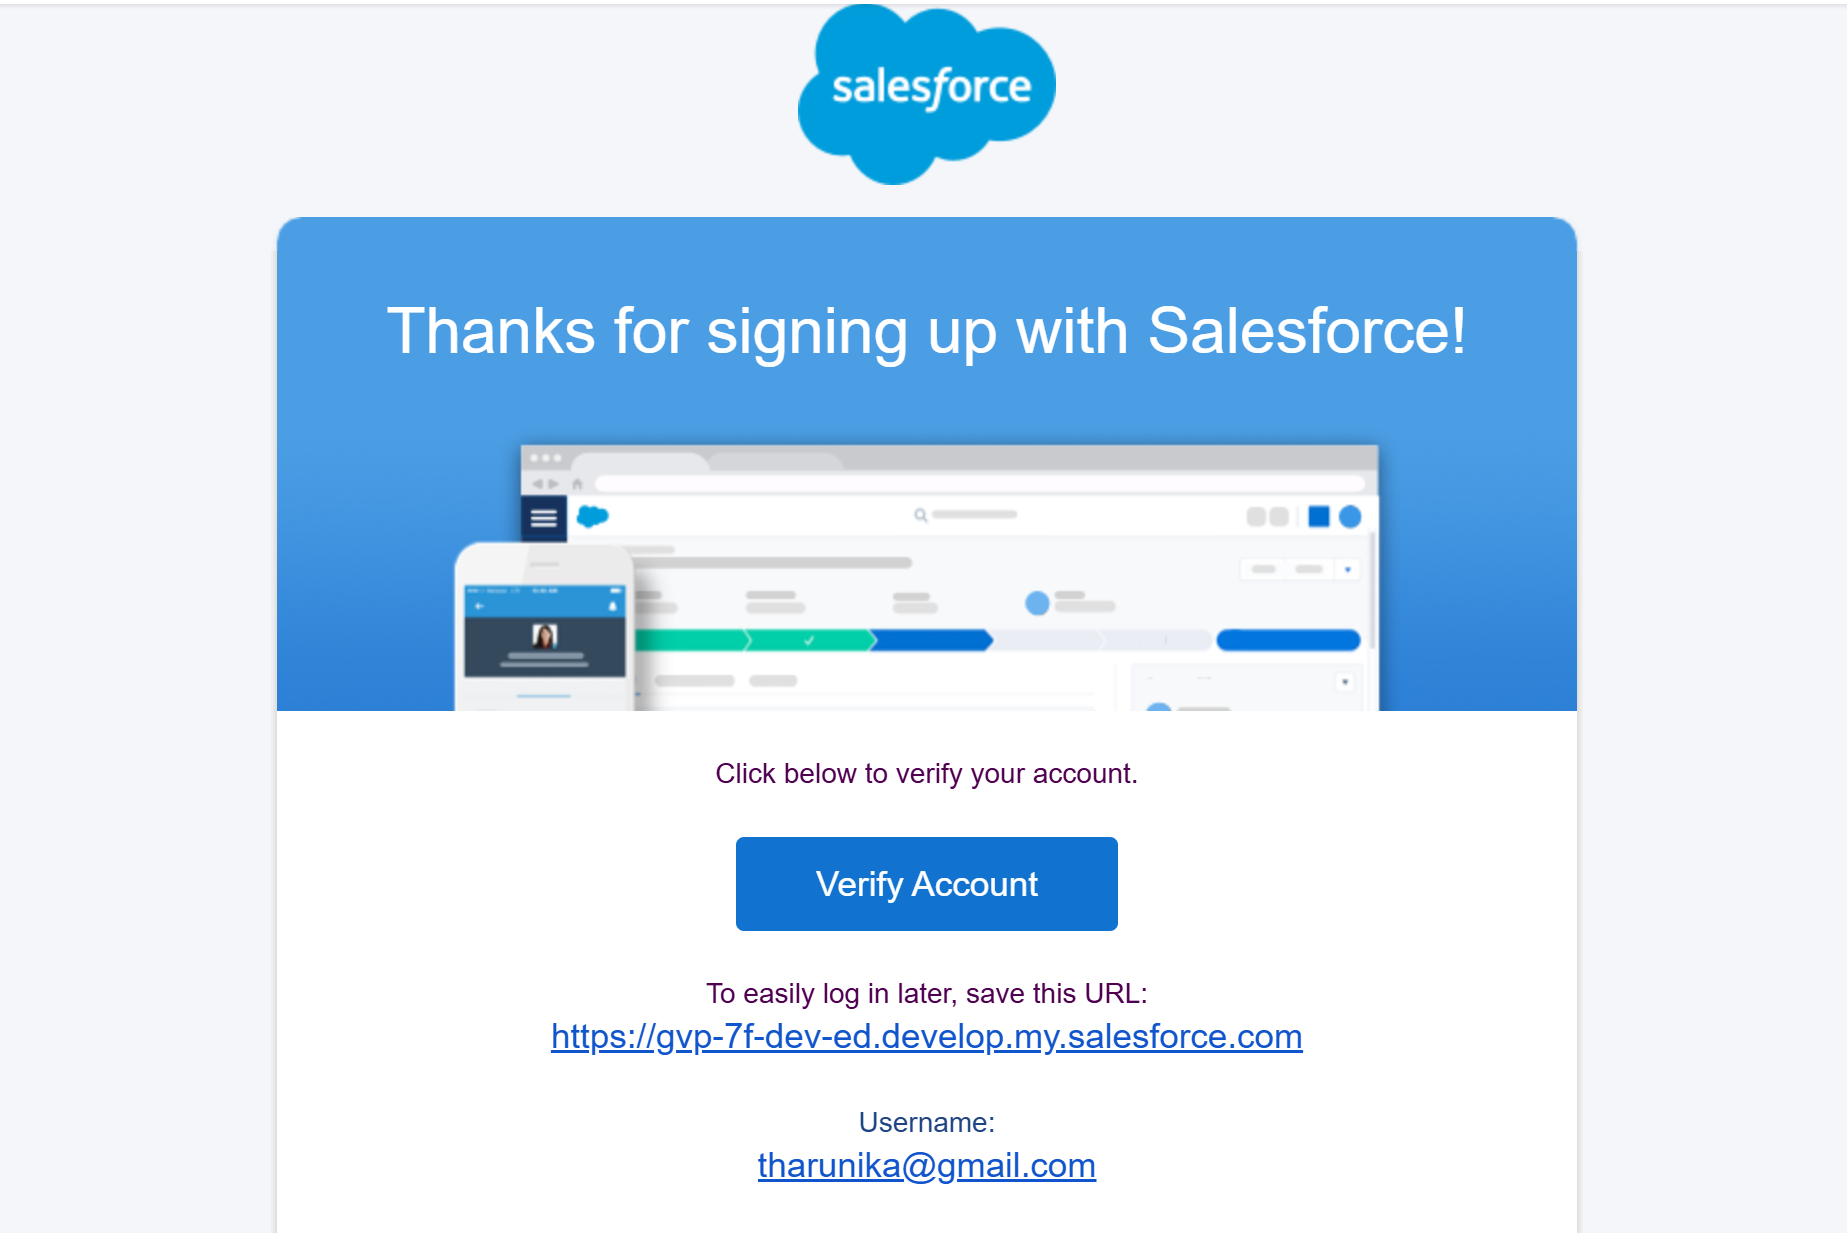 salesforce
Thanks for signing up with Salesforce!
Click below to verify your account.
Verify Account
To easily log in later, save this URL:
https://gvp-7f-dev-ed.develop.my.salesforce.com
Username:
tharunika@gmail.com